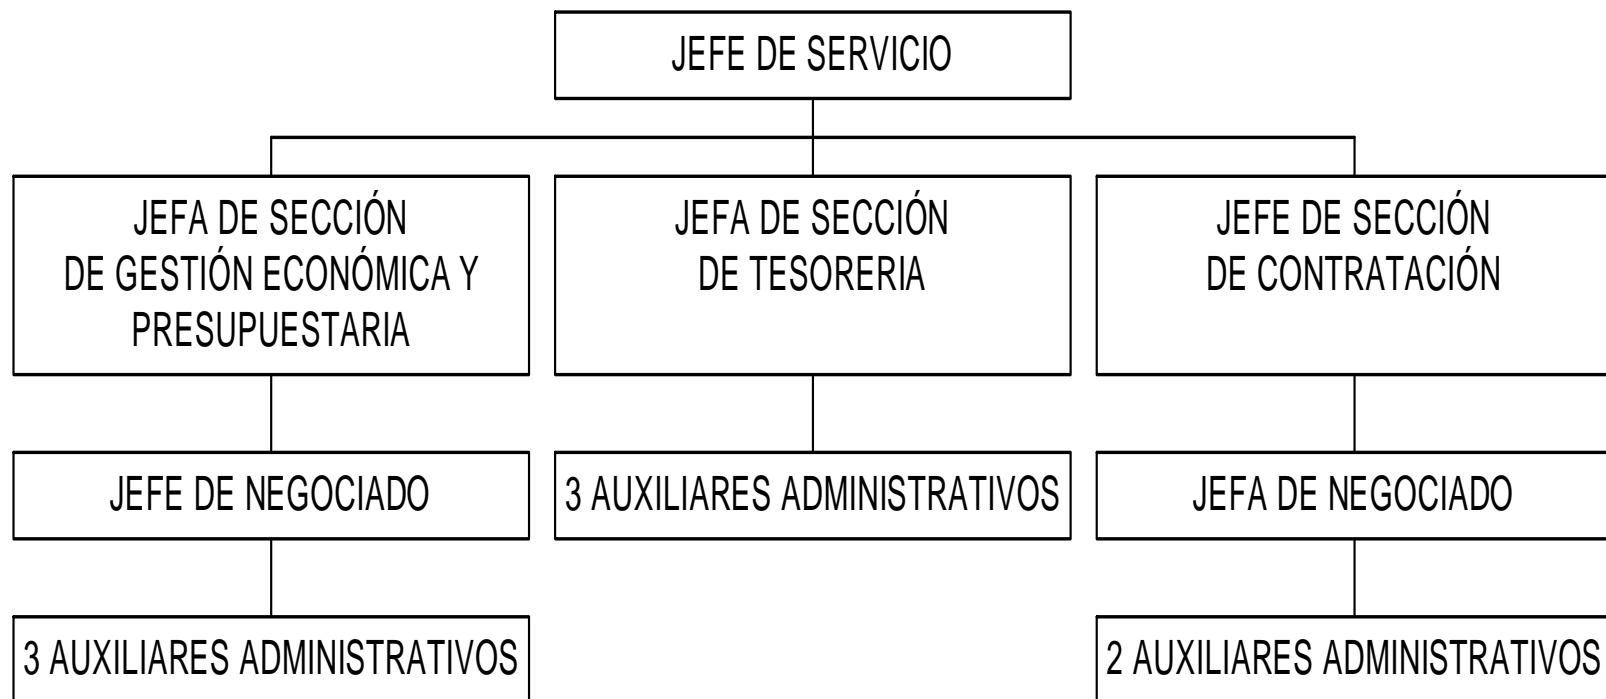 JEFE DE SERVICIO
JEFA DE SECCIÓN
DE GESTIÓN ECONÓMICA Y
PRESUPUESTARIA
JEFA DE SECCIÓN
DE TESORERIA
JEFE DE SECCIÓN
DE CONTRATACIÓN
JEFE DE NEGOCIADO
3 AUXILIARES ADMINISTRATIVOS
JEFA DE NEGOCIADO
3 AUXILIARES ADMINISTRATIVOS
2 AUXILIARES ADMINISTRATIVOS